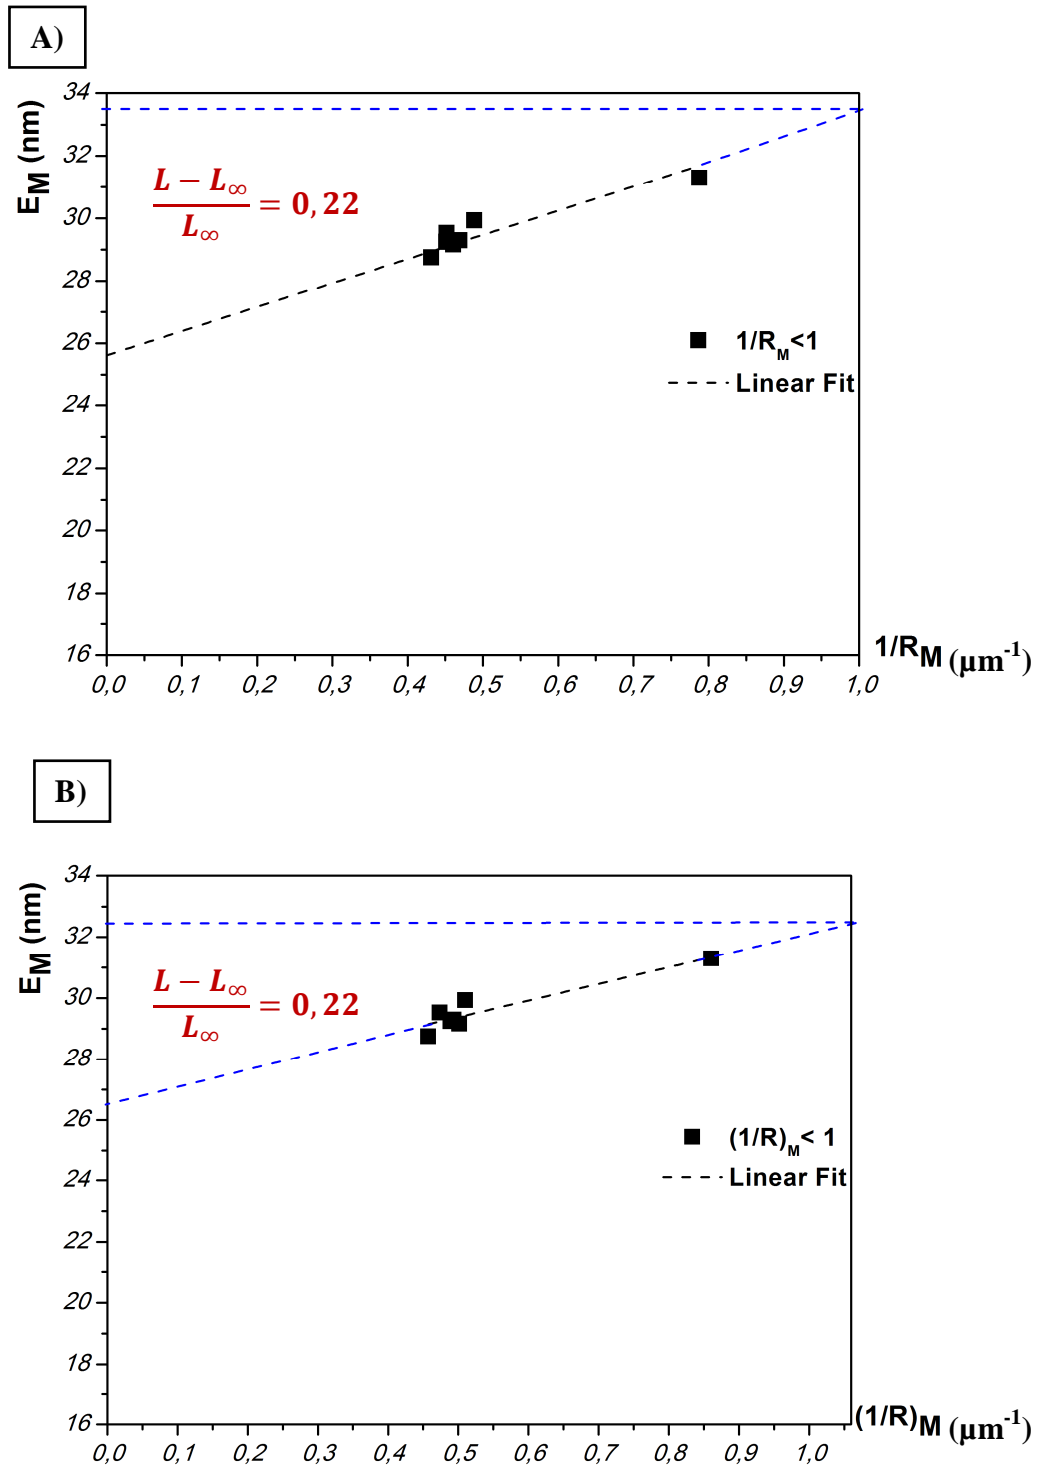 A)
E_M (nm)
34
32
30
28
26
24
22
20
18
16
L − L∞
/ L∞ = 0, 22
1/R_M<1
Linear Fit
0,0 0,1 0,2 0,3 0,4 0,5 0,6 0,7 0,8 0,9 1,0
1/R_M (µm⁻¹)
B)
E_M (nm)
34
32
30
28
26
24
22
20
18
16
L − L∞
/ L∞ = 0, 22
(1/R)_M< 1
Linear Fit
0,0 0,1 0,2 0,3 0,4 0,5 0,6 0,7 0,8 0,9 1,0
(1/R)_M (µm⁻¹)